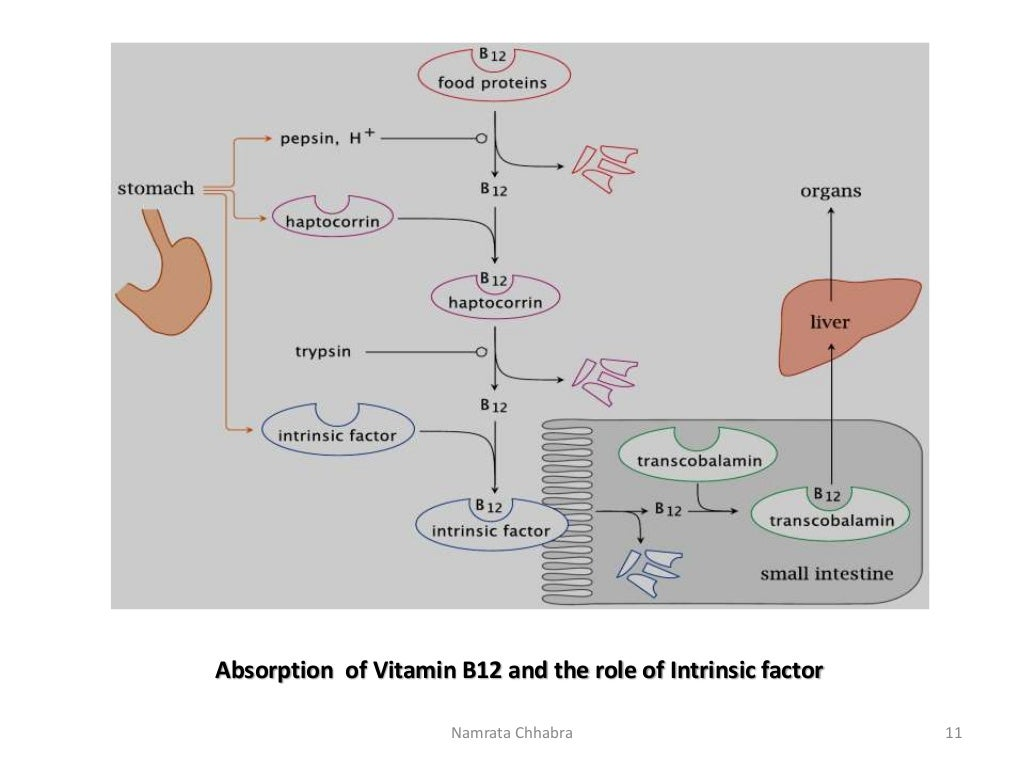 B12
food proteins
pepsin, H+
B12
stomach
organs
haptocorrin
B12
haptocorrin
liver
trypsin
B12
intrinsic factor
transcobalamin
B12
intrinsic factor
B12
B12
transcobalamin
small intestine
Absorption of Vitamin B12 and the role of Intrinsic factor
Namrata Chhabra
11